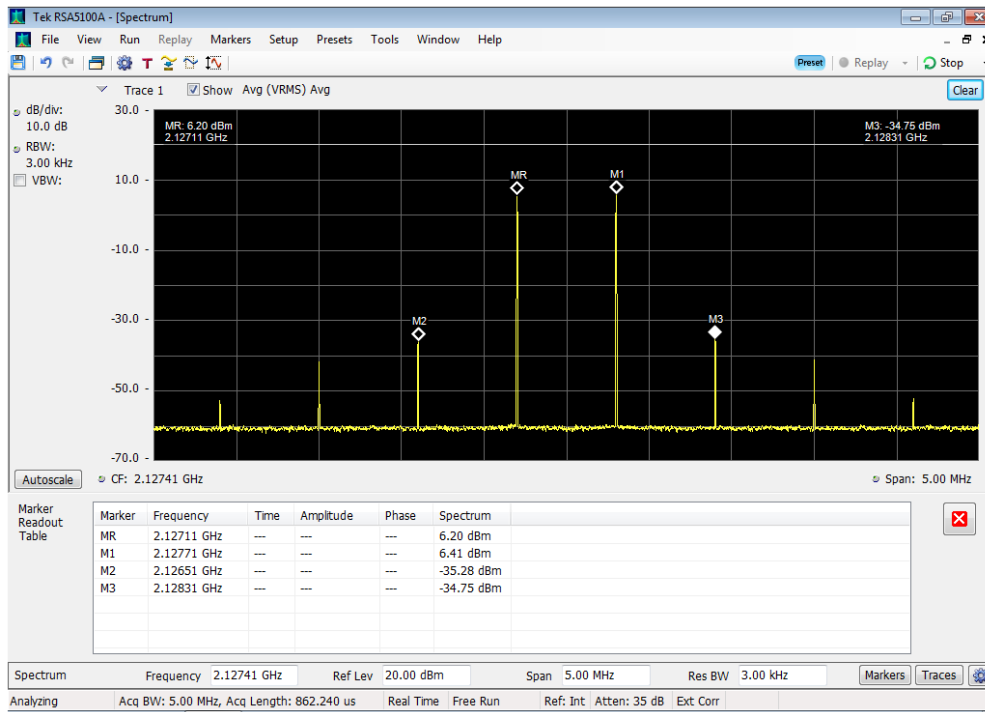 Tek RSA5100A - [Spectrum]
File View Run Replay Markers Setup Presets Tools Window Help
T Preset Replay Stop
Trace 1 Show Avg (VRMS) Avg Clear
dB/div:
10.0 dB
RBW:
3.00 kHz
VBW:
30.0 -
10.0 -
-10.0 -
-30.0 -
-50.0 -
-70.0 -
MR: 6.20 dBm
2.12711 GHz
M3: -34.75 dBm
2.12831 GHz
MR M1
M2 M3
Autoscale CF: 2.12741 GHz Span: 5.00 MHz
Marker
Readout
Table
Marker Frequency Time Amplitude Phase Spectrum
MR 2.12711 GHz --- --- --- 6.20 dBm
M1 2.12771 GHz --- --- --- 6.41 dBm
M2 2.12651 GHz --- --- --- -35.28 dBm
M3 2.12831 GHz --- --- --- -34.75 dBm
Spectrum Frequency 2.12741 GHz Ref Lev 20.00 dBm Span 5.00 MHz Res BW 3.00 kHz Markers Traces
Analyzing Acq BW: 5.00 MHz, Acq Length: 862.240 us Real Time Free Run Ref: Int Atten: 35 dB Ext Corr